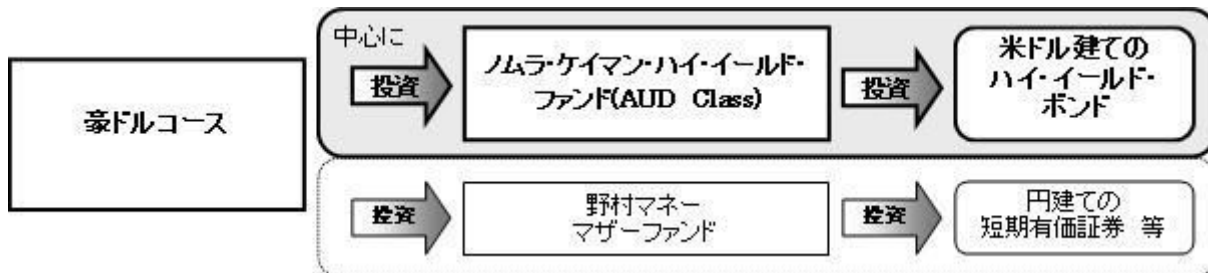 豪ドルコース
中心に
投資
ノムラ・ケイマン・ハイ・イールド・
ファンド(AUD Class)
投資
米ドル建ての
ハイ・イールド・
ボンド
投資
野村マネー
マザーファンド
投資
円建ての
短期有価証券 等